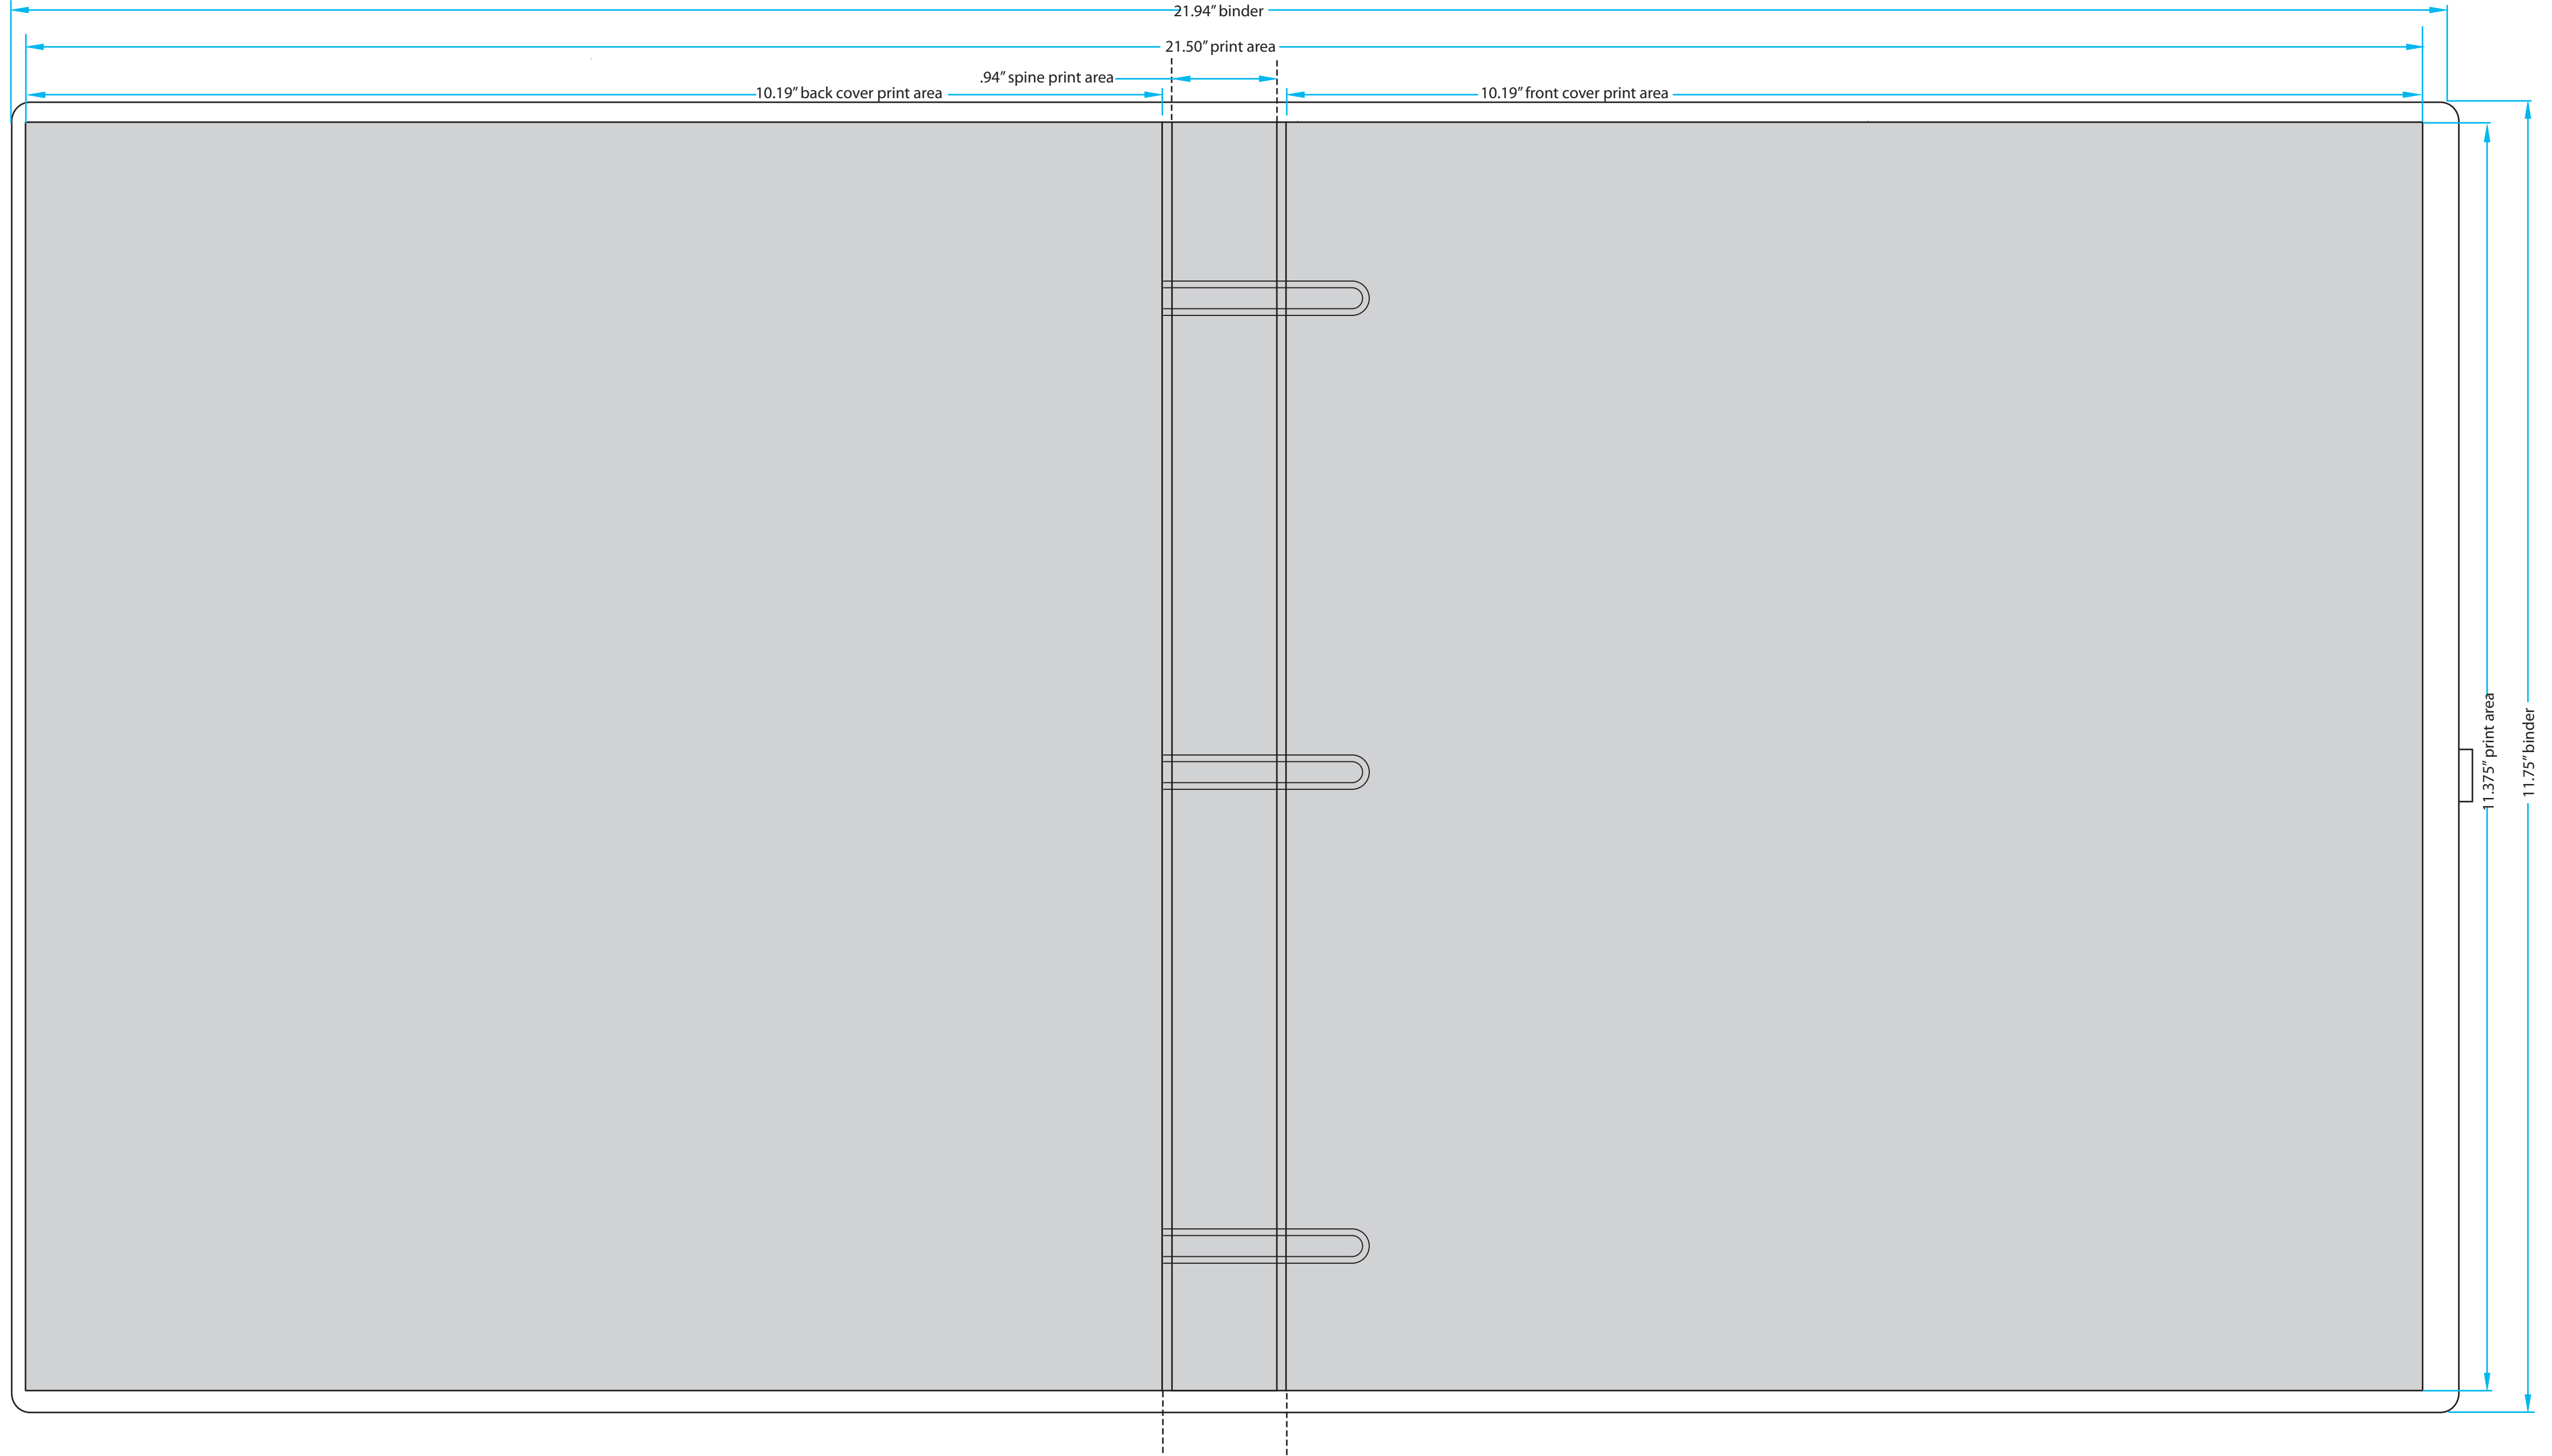 21.94” binder
21.50” print area
.94” spine print area
10.19” back cover print area
10.19” front cover print area
11.375” print area
11.75” binder